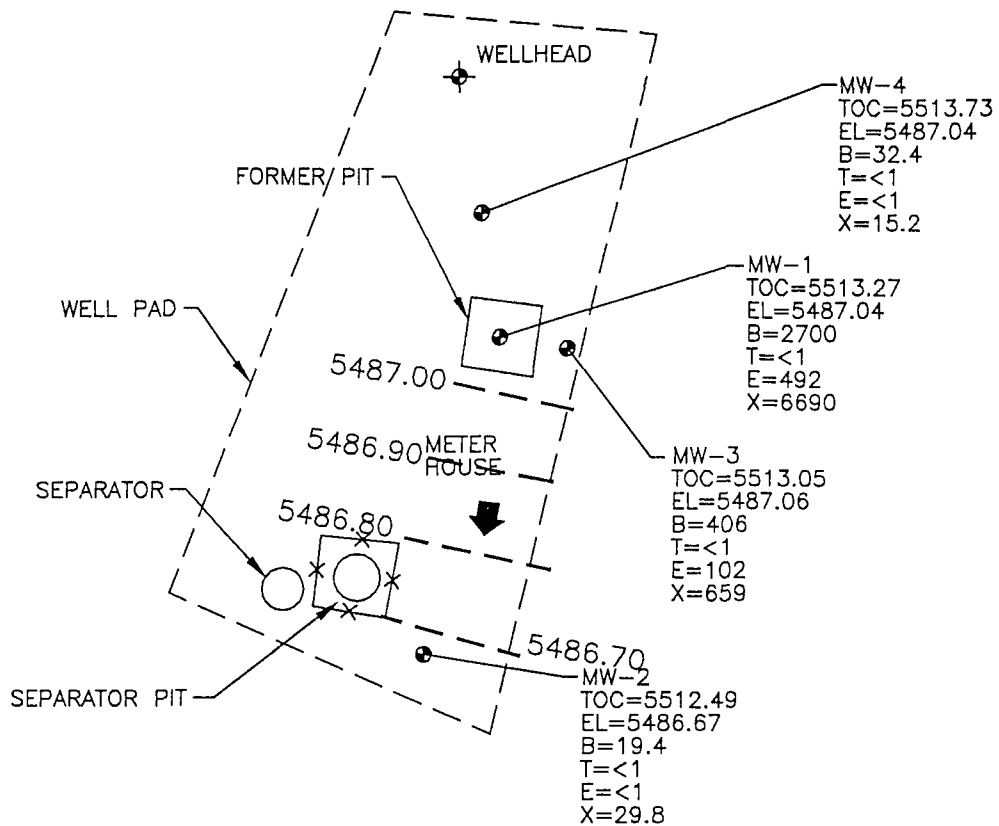 WELLHEAD
MW-4
TOC=5513.73
EL=5487.04
B=32.4
T=<1
E=<1
X=15.2
FORMER PIT
MW-1
TOC=5513.27
EL=5487.04
B=2700
T=<1
E=492
X=6690
WELL PAD
5487.00
5486.90
METER
HOUSE
MW-3
TOC=5513.05
EL=5487.06
B=406
T=<1
E=102
X=659
SEPARATOR
5486.80
5486.70
SEPARATOR PIT
MW-2
TOC=5512.49
EL=5486.67
B=19.4
T=<1
E=<1
X=29.8